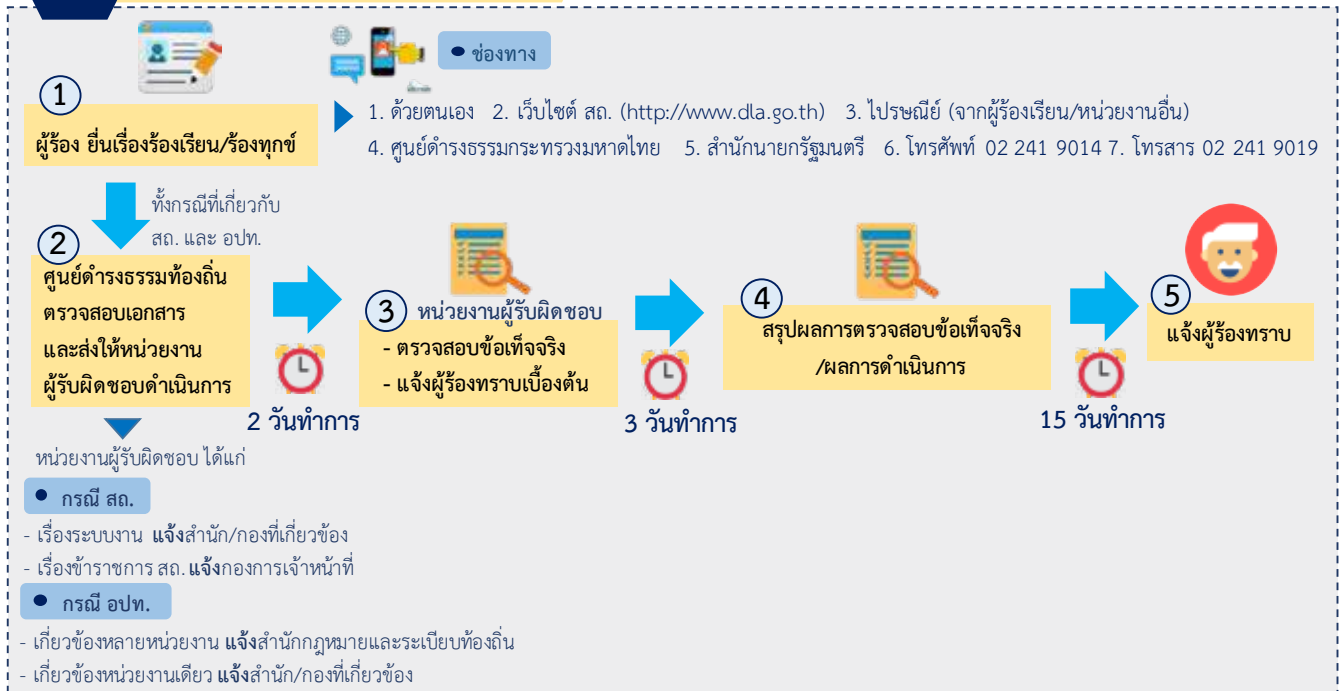 ● ช่องทาง
1
ผู้ร้อง ยื่นเรื่องร้องเรียน/ร้องทุกข์
1. ด้วยตนเอง 2. เว็บไซต์ สถ. (http://www.dla.go.th) 3. ไปรษณีย์ (จากผู้ร้องเรียน/หน่วยงานอื่น)
4. ศูนย์ดำรงธรรมกระทรวงมหาดไทย 5. สำนักนายกรัฐมนตรี 6. โทรศัพท์ 02 241 9014 7. โทรสาร 02 241 9019
ทั้งกรณีที่เกี่ยวกับ
สถ. และ อปท.
2
ศูนย์ดำรงธรรมท้องถิ่น
ตรวจสอบเอกสาร
และส่งให้หน่วยงาน
ผู้รับผิดชอบดำเนินการ
2 วันทำการ
3 หน่วยงานผู้รับผิดชอบ
- ตรวจสอบข้อเท็จจริง
- แจ้งผู้ร้องทราบเบื้องต้น
3 วันทำการ
4
สรุปผลการตรวจสอบข้อเท็จจริง
/ผลการดำเนินการ
15 วันทำการ
5
แจ้งผู้ร้องทราบ
หน่วยงานผู้รับผิดชอบ ได้แก่
● กรณี สถ.
- เรื่องระบบงาน แจ้งสำนัก/กองที่เกี่ยวข้อง
- เรื่องข้าราชการ สถ. แจ้งกองการเจ้าหน้าที่
● กรณี อปท.
- เกี่ยวข้องหลายหน่วยงาน แจ้งสำนักกฎหมายและระเบียบท้องถิ่น
- เกี่ยวข้องหน่วยงานเดียว แจ้งสำนัก/กองที่เกี่ยวข้อง